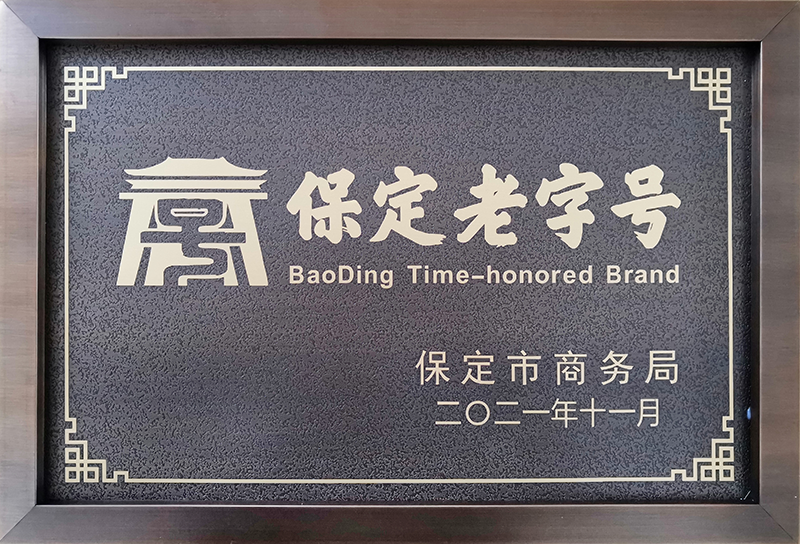 保定老字号
BaoDing Time-honored Brand
保定市商务局
二〇二一年十一月